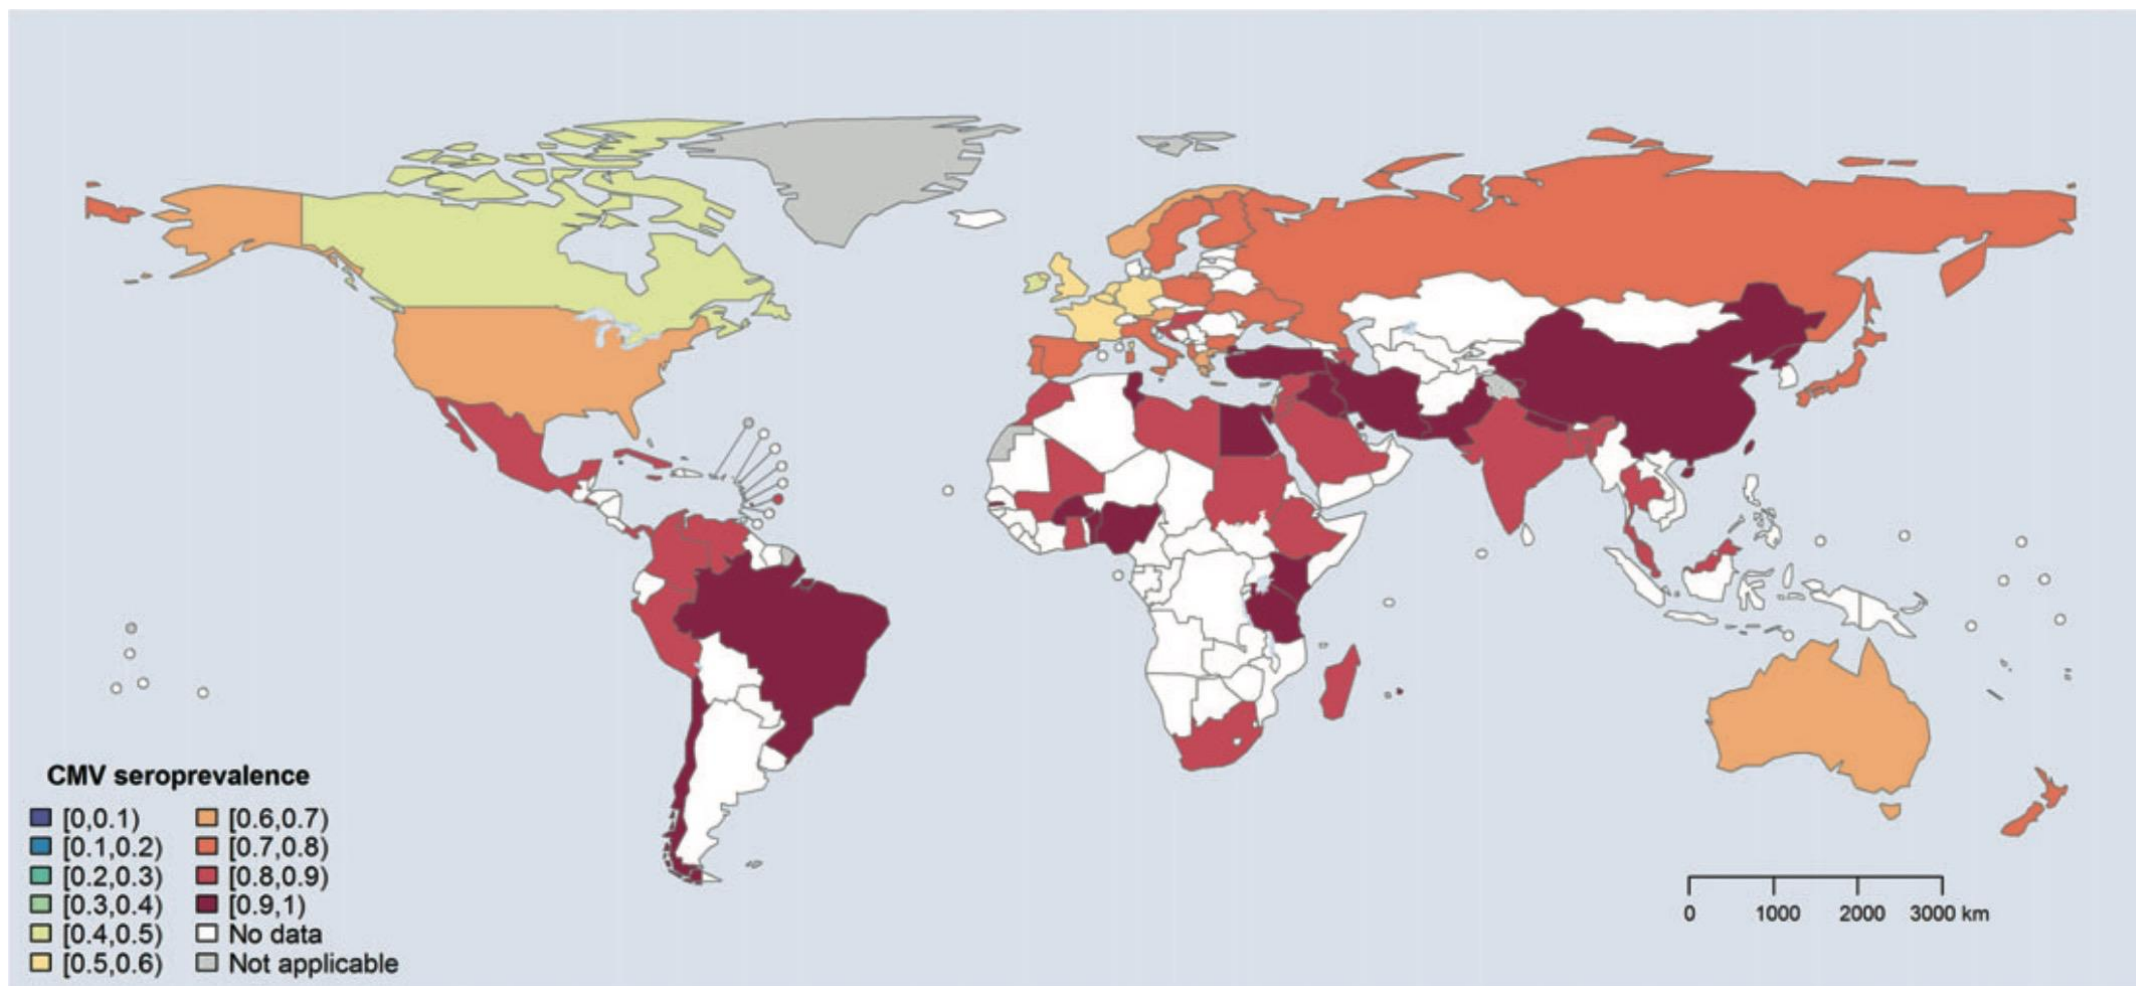 CMV seroprevalence
[0,0.1)
[0.1,0.2)
[0.2,0.3)
[0.3,0.4)
[0.4,0.5)
[0.5,0.6)
[0.6,0.7)
[0.7,0.8)
[0.8,0.9)
[0.9,1)
No data
Not applicable
0 1000 2000 3000 km